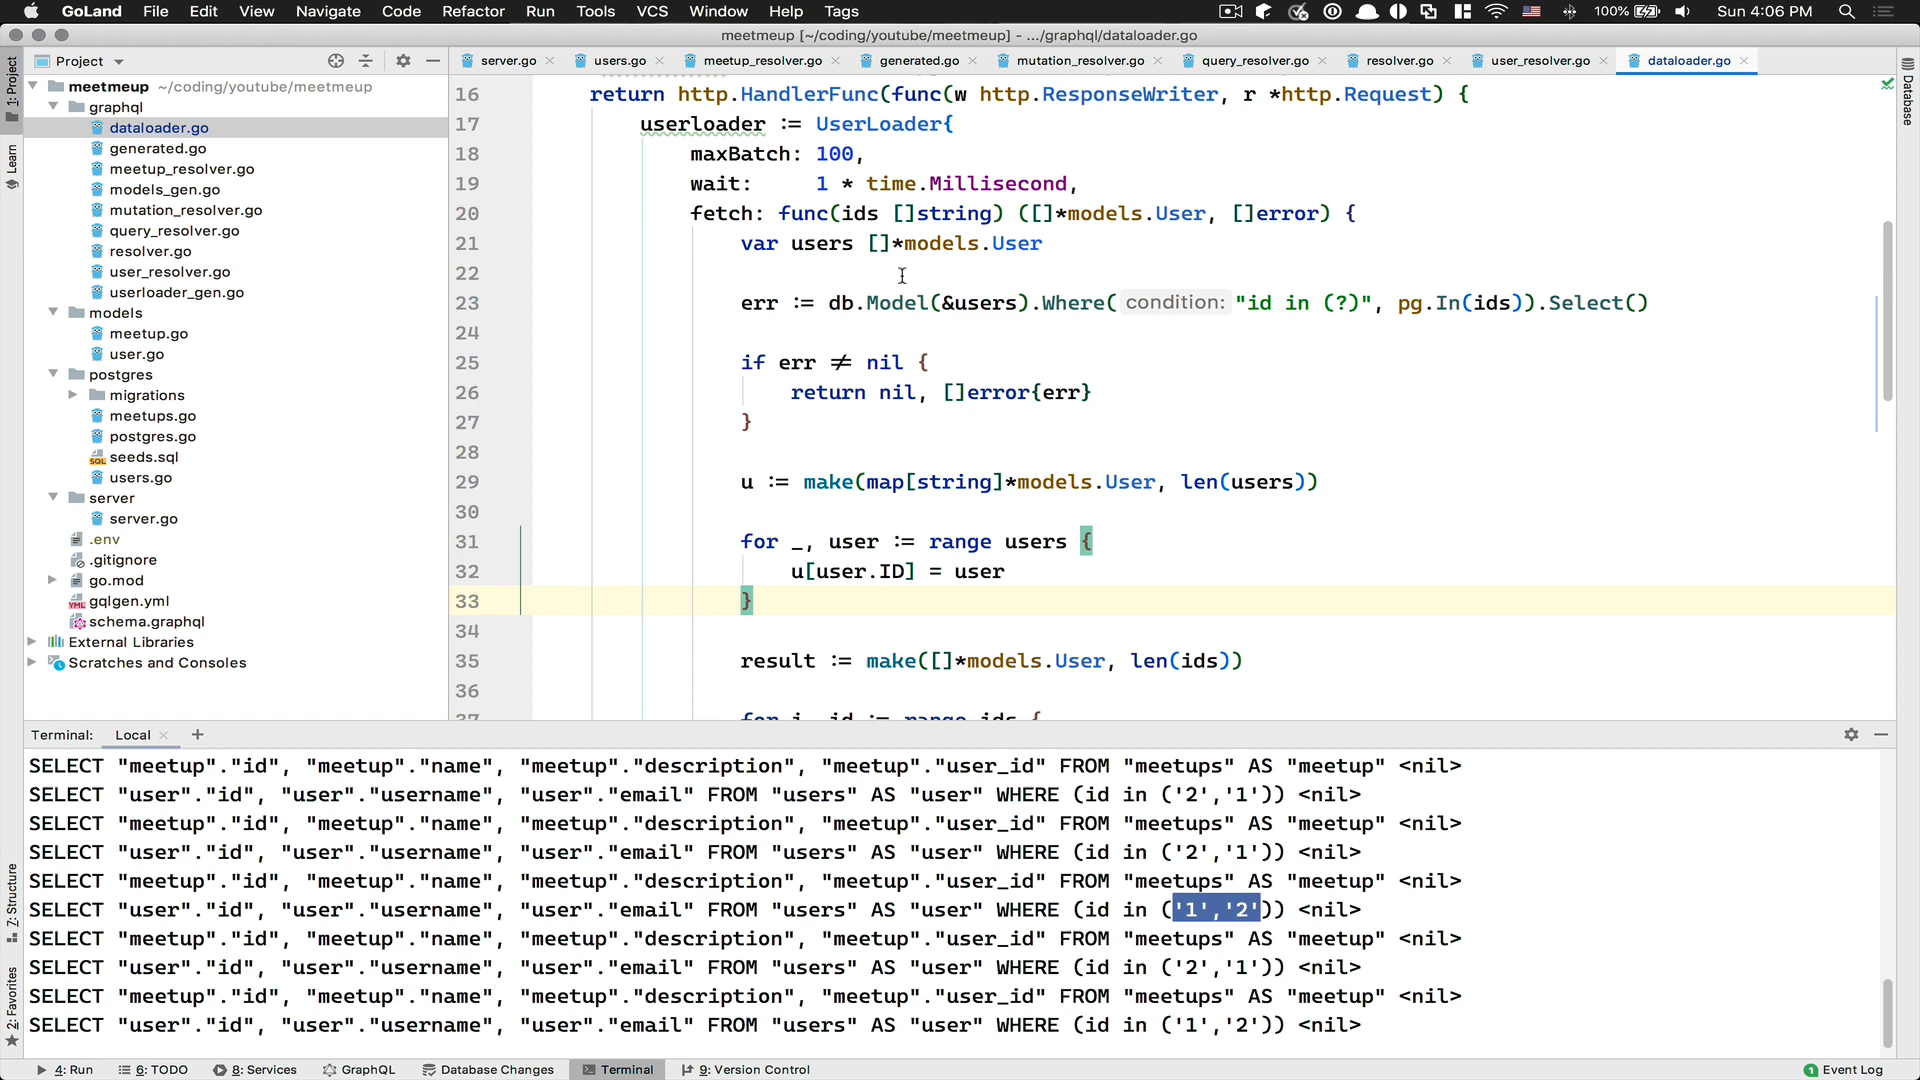 GoLand File Edit View Navigate Code Refactor Run Tools VCS Window Help Tags 100% Sun 4:06 PM
meetmeup [~/coding/youtube/meetmeup] - .../graphql/dataloader.go
Project
server.go users.go meetup_resolver.go generated.go mutation_resolver.go query_resolver.go resolver.go user_resolver.go dataloader.go
1: Project
Learn
7: Structure
2: Favorites
Database
meetmeup ~/coding/youtube/meetmeup
graphql
dataloader.go
generated.go
meetup_resolver.go
models_gen.go
mutation_resolver.go
query_resolver.go
resolver.go
user_resolver.go
userloader_gen.go
models
meetup.go
user.go
postgres
migrations
meetups.go
postgres.go
seeds.sql
users.go
server
server.go
.env
.gitignore
go.mod
gqlgen.yml
schema.graphql
External Libraries
Scratches and Consoles
16 return http.HandlerFunc(func(w http.ResponseWriter, r *http.Request) {
17 userloader := UserLoader{
18 maxBatch: 100,
19 wait: 1 * time.Millisecond,
20 fetch: func(ids []string) ([]*models.User, []error) {
21 var users []*models.User
22
23 err := db.Model(&users).Where( condition: "id in (?)", pg.In(ids)).Select()
24
25 if err ≠ nil {
26 return nil, []error{err}
27 }
28
29 u := make(map[string]*models.User, len(users))
30
31 for _, user := range users {
32 u[user.ID] = user
33 }
34
35 result := make([]*models.User, len(ids))
36
37 for i, id := range ids {
Terminal: Local +
SELECT "meetup"."id", "meetup"."name", "meetup"."description", "meetup"."user_id" FROM "meetups" AS "meetup" <nil>
SELECT "user"."id", "user"."username", "user"."email" FROM "users" AS "user" WHERE (id in ('2','1')) <nil>
SELECT "meetup"."id", "meetup"."name", "meetup"."description", "meetup"."user_id" FROM "meetups" AS "meetup" <nil>
SELECT "user"."id", "user"."username", "user"."email" FROM "users" AS "user" WHERE (id in ('2','1')) <nil>
SELECT "meetup"."id", "meetup"."name", "meetup"."description", "meetup"."user_id" FROM "meetups" AS "meetup" <nil>
SELECT "user"."id", "user"."username", "user"."email" FROM "users" AS "user" WHERE (id in ('1','2')) <nil>
SELECT "meetup"."id", "meetup"."name", "meetup"."description", "meetup"."user_id" FROM "meetups" AS "meetup" <nil>
SELECT "user"."id", "user"."username", "user"."email" FROM "users" AS "user" WHERE (id in ('2','1')) <nil>
SELECT "meetup"."id", "meetup"."name", "meetup"."description", "meetup"."user_id" FROM "meetups" AS "meetup" <nil>
SELECT "user"."id", "user"."username", "user"."email" FROM "users" AS "user" WHERE (id in ('1','2')) <nil>
4: Run 6: TODO 8: Services GraphQL Database Changes Terminal 9: Version Control 1 Event Log